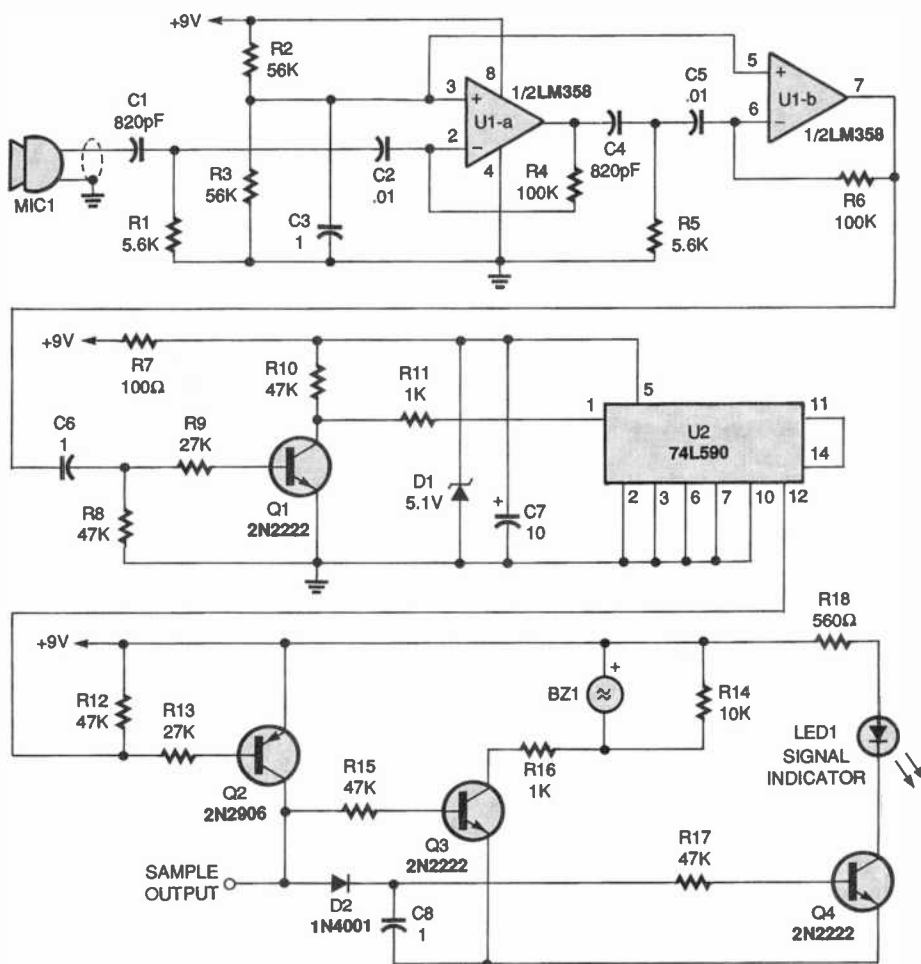 +9V
R2
56K
C1
820pF
MIC1
R1
5.6K
R3
56K
C3
1
C2
.01
3
+
8
1/2LM358
U1-a
2
−
4
R4
100K
C4
820pF
R5
5.6K
C5
.01
5
+
7
U1-b
6
−
1/2LM358
R6
100K
+9V
R7
100Ω
R10
47K
R11
1K
C6
1
R9
27K
R8
47K
Q1
2N2222
D1
5.1V
+
C7
10
1
5
11
U2
74L590
14
2
3
6
7
10
12
+9V
R12
47K
R13
27K
Q2
2N2906
R15
47K
Q3
2N2222
+
BZ1
R16
1K
R14
10K
R18
560Ω
LED1
SIGNAL
INDICATOR
SAMPLE
OUTPUT
D2
1N4001
C8
1
R17
47K
Q4
2N2222